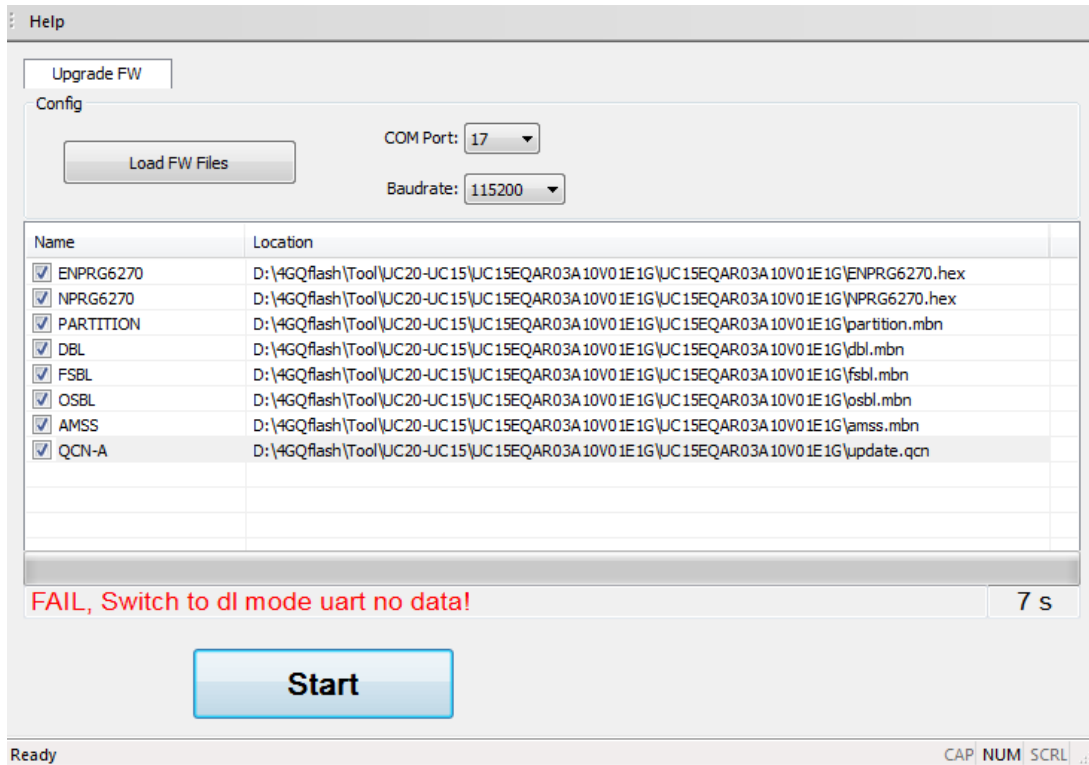 Help
Upgrade FW
Config
Load FW Files
COM Port: 17
Baudrate: 115200
Name Location
ENPRG6270 D:\4GQflash\Tool\UC20-UC15\UC15EQAR03A10V01E1G\UC15EQAR03A10V01E1G\ENPRG6270.hex
NPRG6270 D:\4GQflash\Tool\UC20-UC15\UC15EQAR03A10V01E1G\UC15EQAR03A10V01E1G\NPRG6270.hex
PARTITION D:\4GQflash\Tool\UC20-UC15\UC15EQAR03A10V01E1G\UC15EQAR03A10V01E1G\partition.mbn
DBL D:\4GQflash\Tool\UC20-UC15\UC15EQAR03A10V01E1G\UC15EQAR03A10V01E1G\dbl.mbn
FSBL D:\4GQflash\Tool\UC20-UC15\UC15EQAR03A10V01E1G\UC15EQAR03A10V01E1G\fsbl.mbn
OSBL D:\4GQflash\Tool\UC20-UC15\UC15EQAR03A10V01E1G\UC15EQAR03A10V01E1G\osbl.mbn
AMSS D:\4GQflash\Tool\UC20-UC15\UC15EQAR03A10V01E1G\UC15EQAR03A10V01E1G\amss.mbn
QCN-A D:\4GQflash\Tool\UC20-UC15\UC15EQAR03A10V01E1G\UC15EQAR03A10V01E1G\update.qcn
FAIL, Switch to dl mode uart no data! 7 s
Start
Ready CAP NUM SCRL